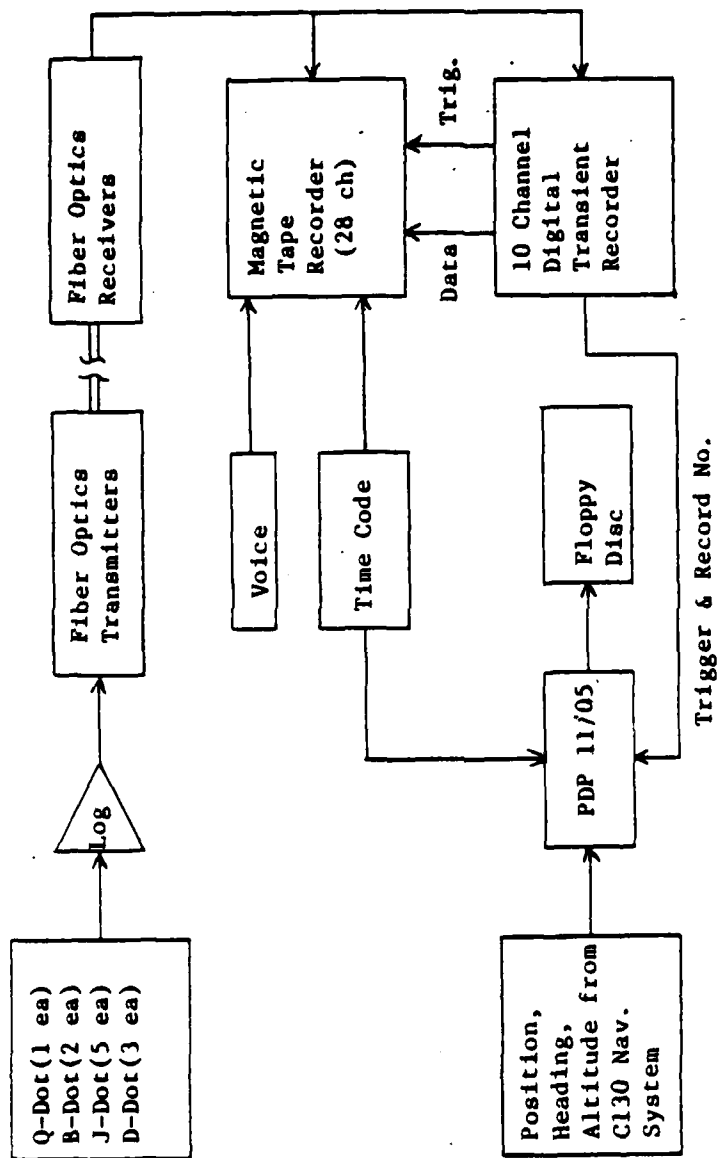 Q-Dot(1 ea)
B-Dot(2 ea)
J-Dot(5 ea)
D-Dot(3 ea)
Log
Fiber Optics
Transmitters
Fiber Optics
Receivers
Voice
Time Code
Magnetic
Tape
Recorder
(28 ch)
Data
Trig.
10 Channel
Digital
Transient
Recorder
Position,
Heading,
Altitude from
C130 Nav.
System
PDP 11/05
Floppy
Disc
Trigger & Record No.